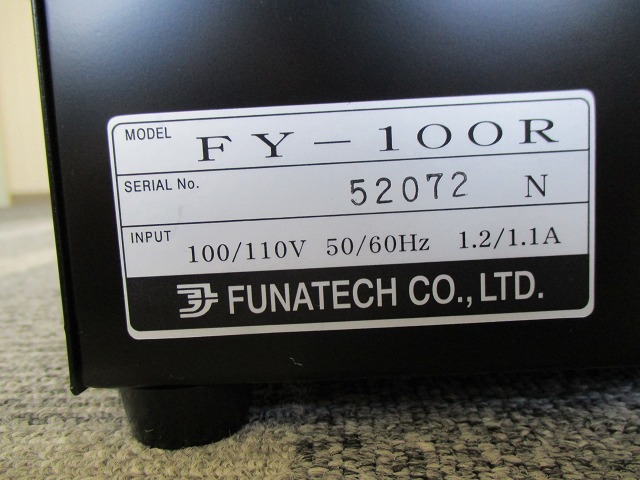 MODEL FY-100R
SERIAL No. 52072 N
INPUT 100/110V 50/60Hz 1.2/1.1A
FUNATECH CO., LTD.